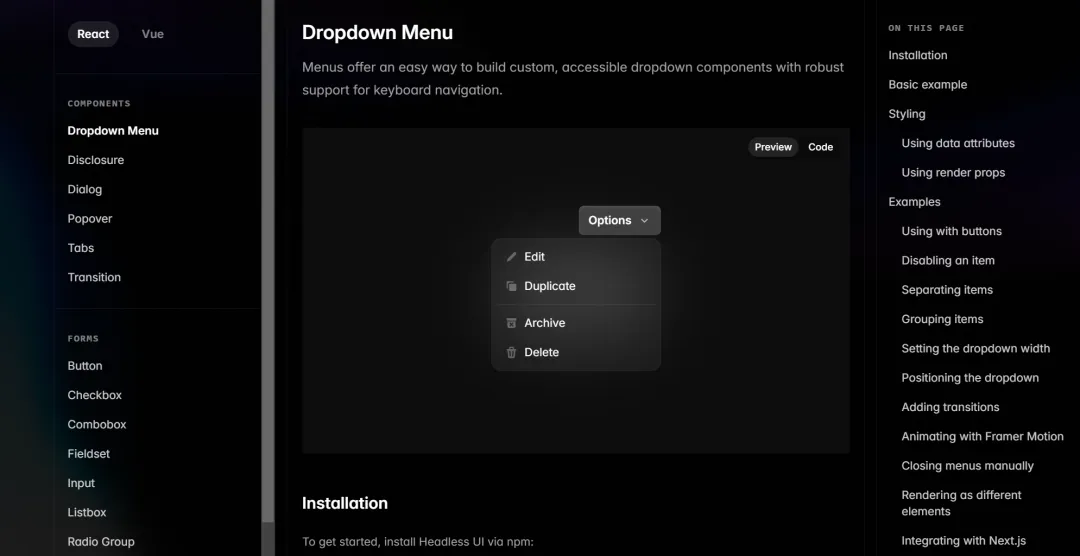 React
Vue
COMPONENTS
Dropdown Menu
Disclosure
Dialog
Popover
Tabs
Transition
FORMS
Button
Checkbox
Combobox
Fieldset
Input
Listbox
Radio Group
Dropdown Menu
Menus offer an easy way to build custom, accessible dropdown components with robust
support for keyboard navigation.
Preview
Code
Options
Edit
Duplicate
Archive
Delete
Installation
To get started, install Headless UI via npm:
ON THIS PAGE
Installation
Basic example
Styling
Using data attributes
Using render props
Examples
Using with buttons
Disabling an item
Separating items
Grouping items
Setting the dropdown width
Positioning the dropdown
Adding transitions
Animating with Framer Motion
Closing menus manually
Rendering as different
elements
Integrating with Next.js